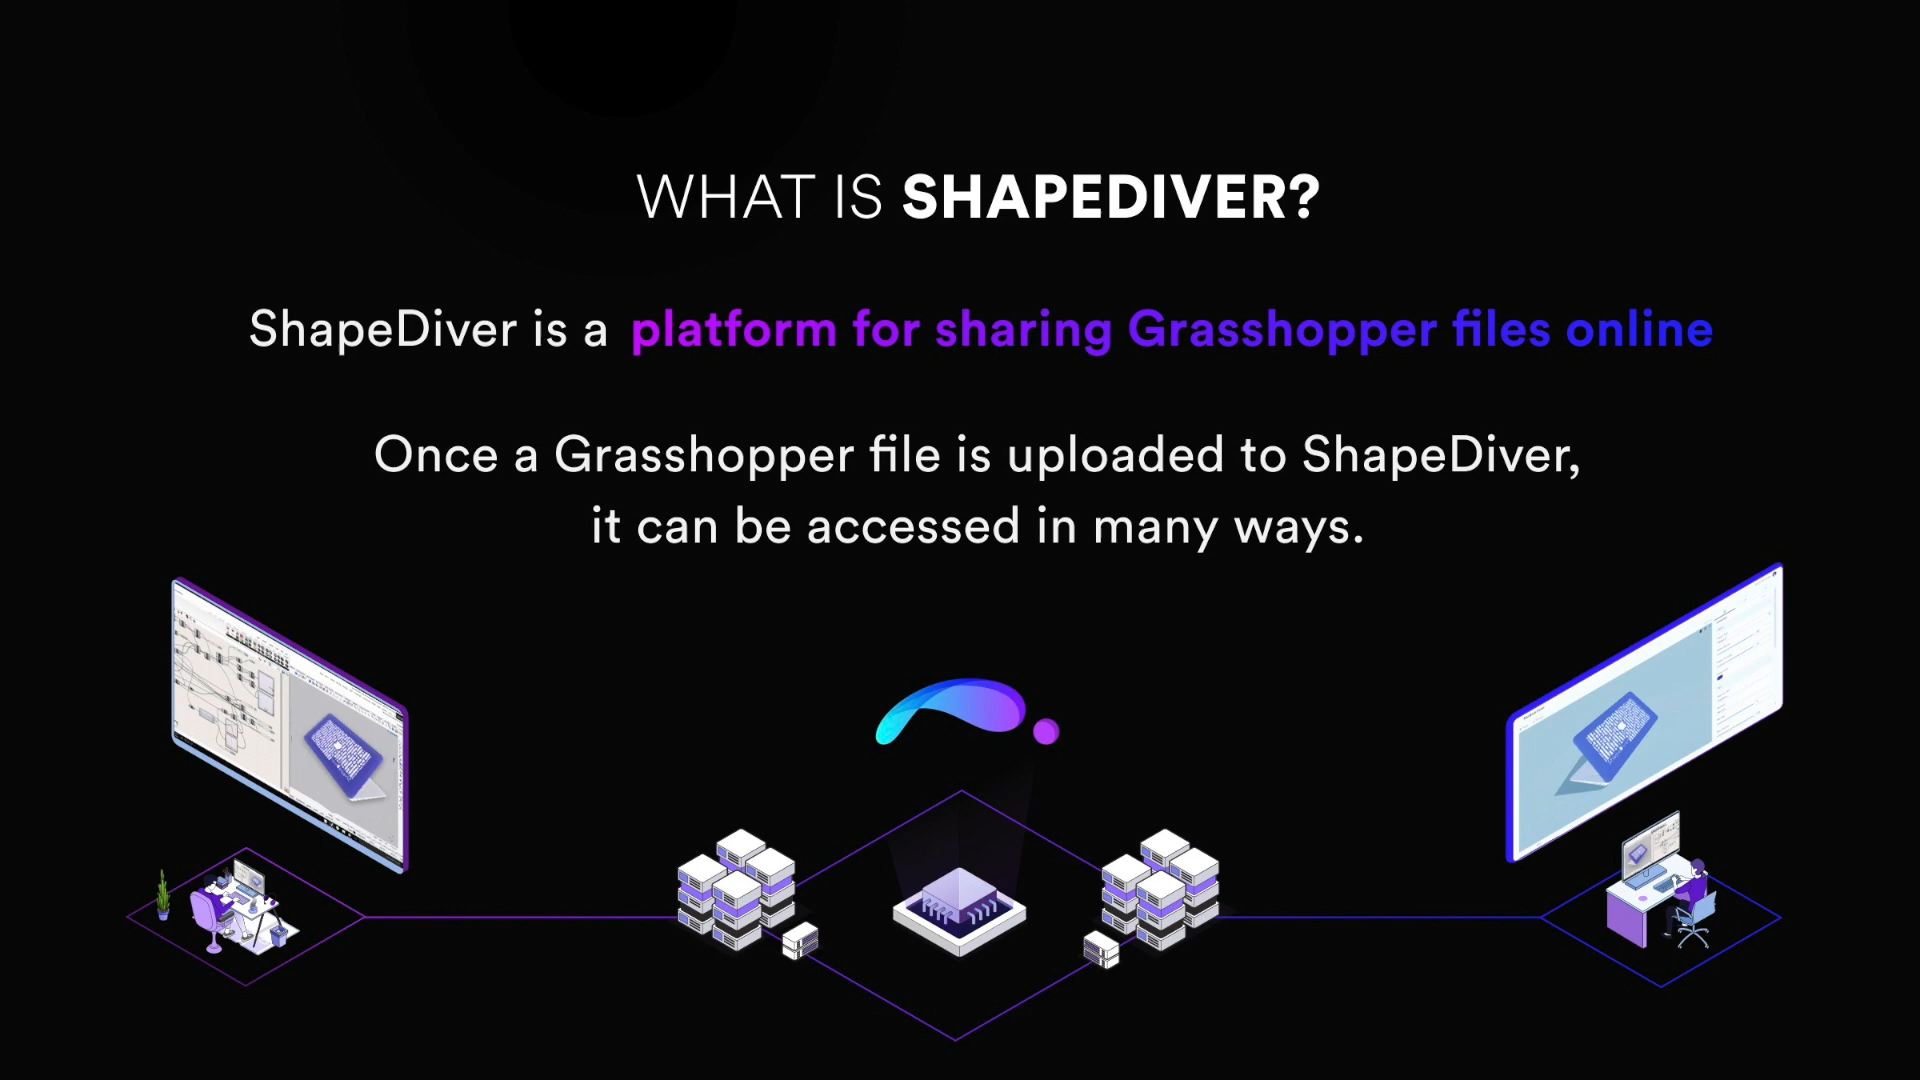 WHAT IS SHAPEDIVER?
ShapeDiver is a platform for sharing Grasshopper files online
Once a Grasshopper file is uploaded to ShapeDiver,
it can be accessed in many ways.